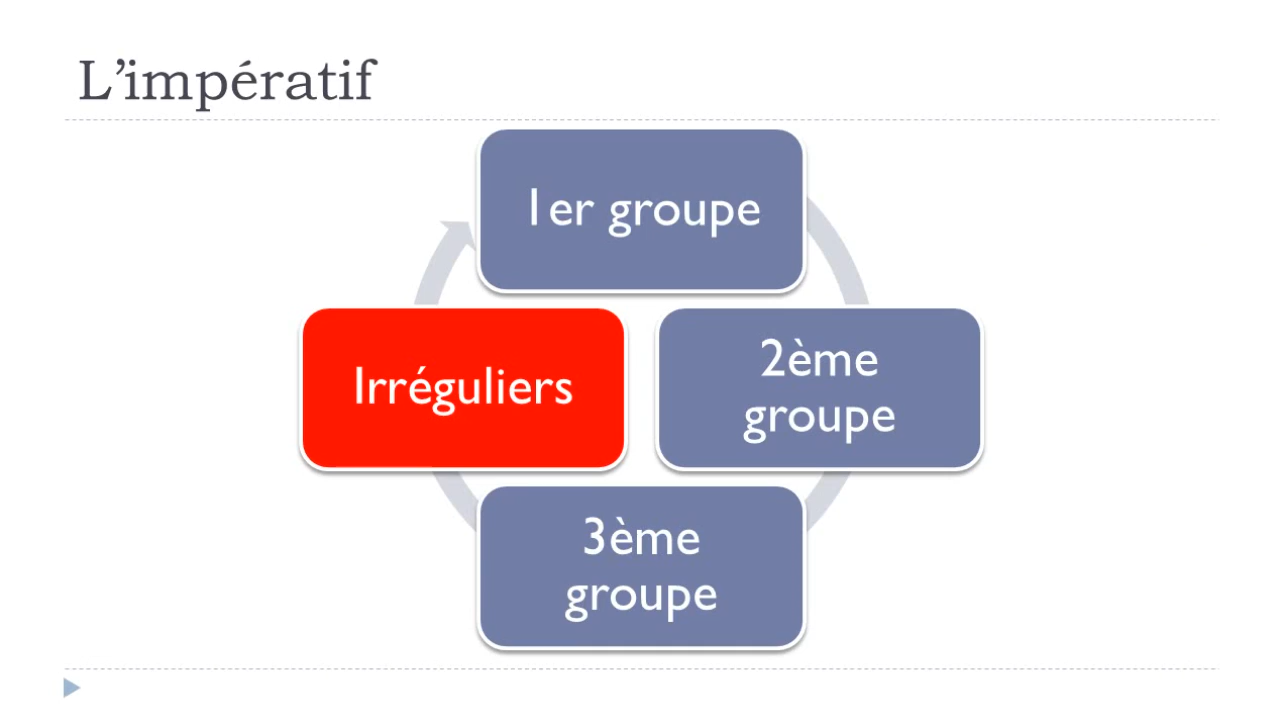 L’impératif
1er groupe
Irréguliers
2ème
groupe
3ème
groupe